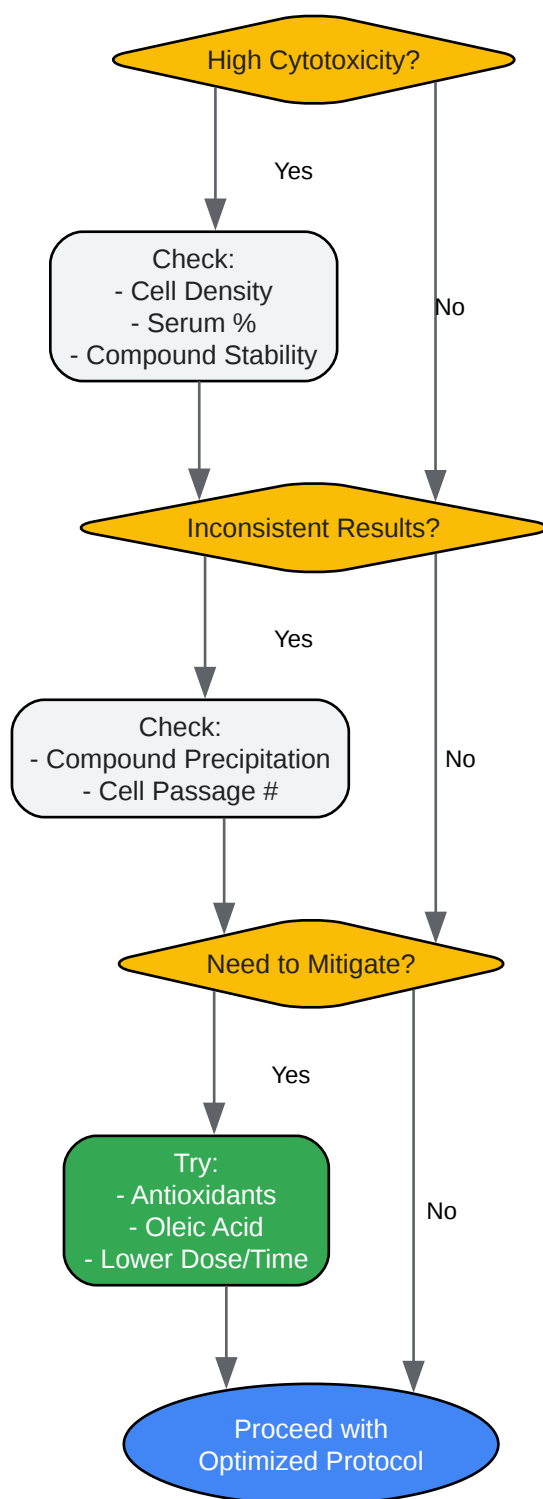 High Cytotoxicity?
Yes
Check:
- Cell Density
- Serum %
- Compound Stability
No
Inconsistent Results?
Yes
Check:
- Compound Precipitation
- Cell Passage #
No
Need to Mitigate?
Yes
Try:
- Antioxidants
- Oleic Acid
- Lower Dose/Time
No
Proceed with
Optimized Protocol